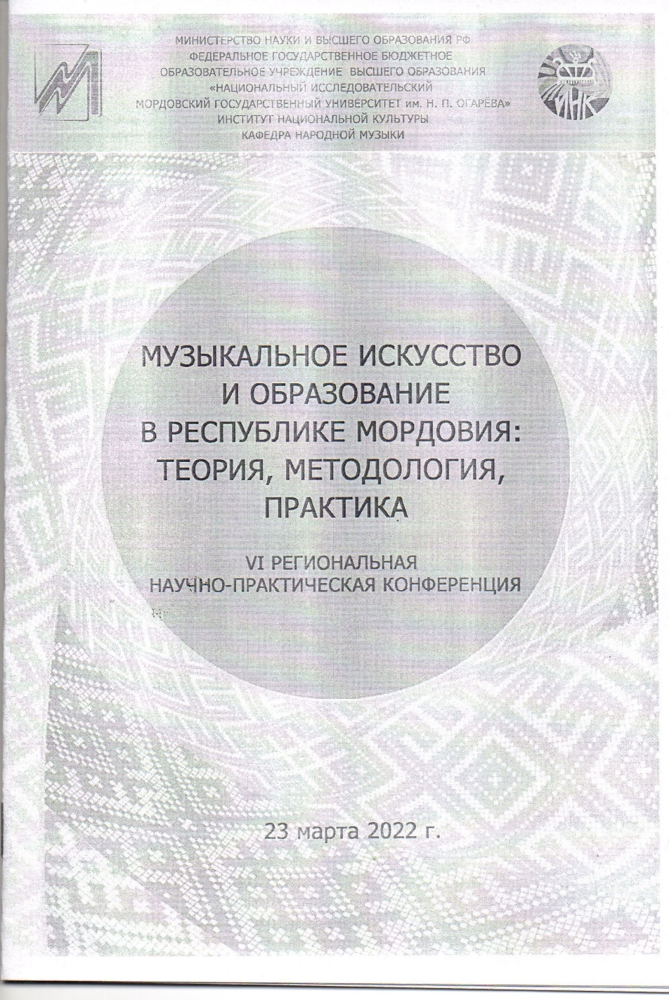 МИНИСТЕРСТВО НАУКИ И ВЫСШЕГО ОБРАЗОВАНИЯ РФ
ФЕДЕРАЛЬНОЕ ГОСУДАРСТВЕННОЕ БЮДЖЕТНОЕ
ОБРАЗОВАТЕЛЬНОЕ УЧРЕЖДЕНИЕ ВЫСШЕГО ОБРАЗОВАНИЯ
«НАЦИОНАЛЬНЫЙ ИССЛЕДОВАТЕЛЬСКИЙ
МОРДОВСКИЙ ГОСУДАРСТВЕННЫЙ УНИВЕРСИТЕТ им. Н. П. ОГАРЁВА»
ИНСТИТУТ НАЦИОНАЛЬНОЙ КУЛЬТУРЫ
КАФЕДРА НАРОДНОЙ МУЗЫКИ
ИНК
МУЗЫКАЛЬНОЕ ИСКУССТВО
И ОБРАЗОВАНИЕ
В РЕСПУБЛИКЕ МОРДОВИЯ:
ТЕОРИЯ, МЕТОДОЛОГИЯ,
ПРАКТИКА
VI РЕГИОНАЛЬНАЯ
НАУЧНО-ПРАКТИЧЕСКАЯ КОНФЕРЕНЦИЯ
23 марта 2022 г.